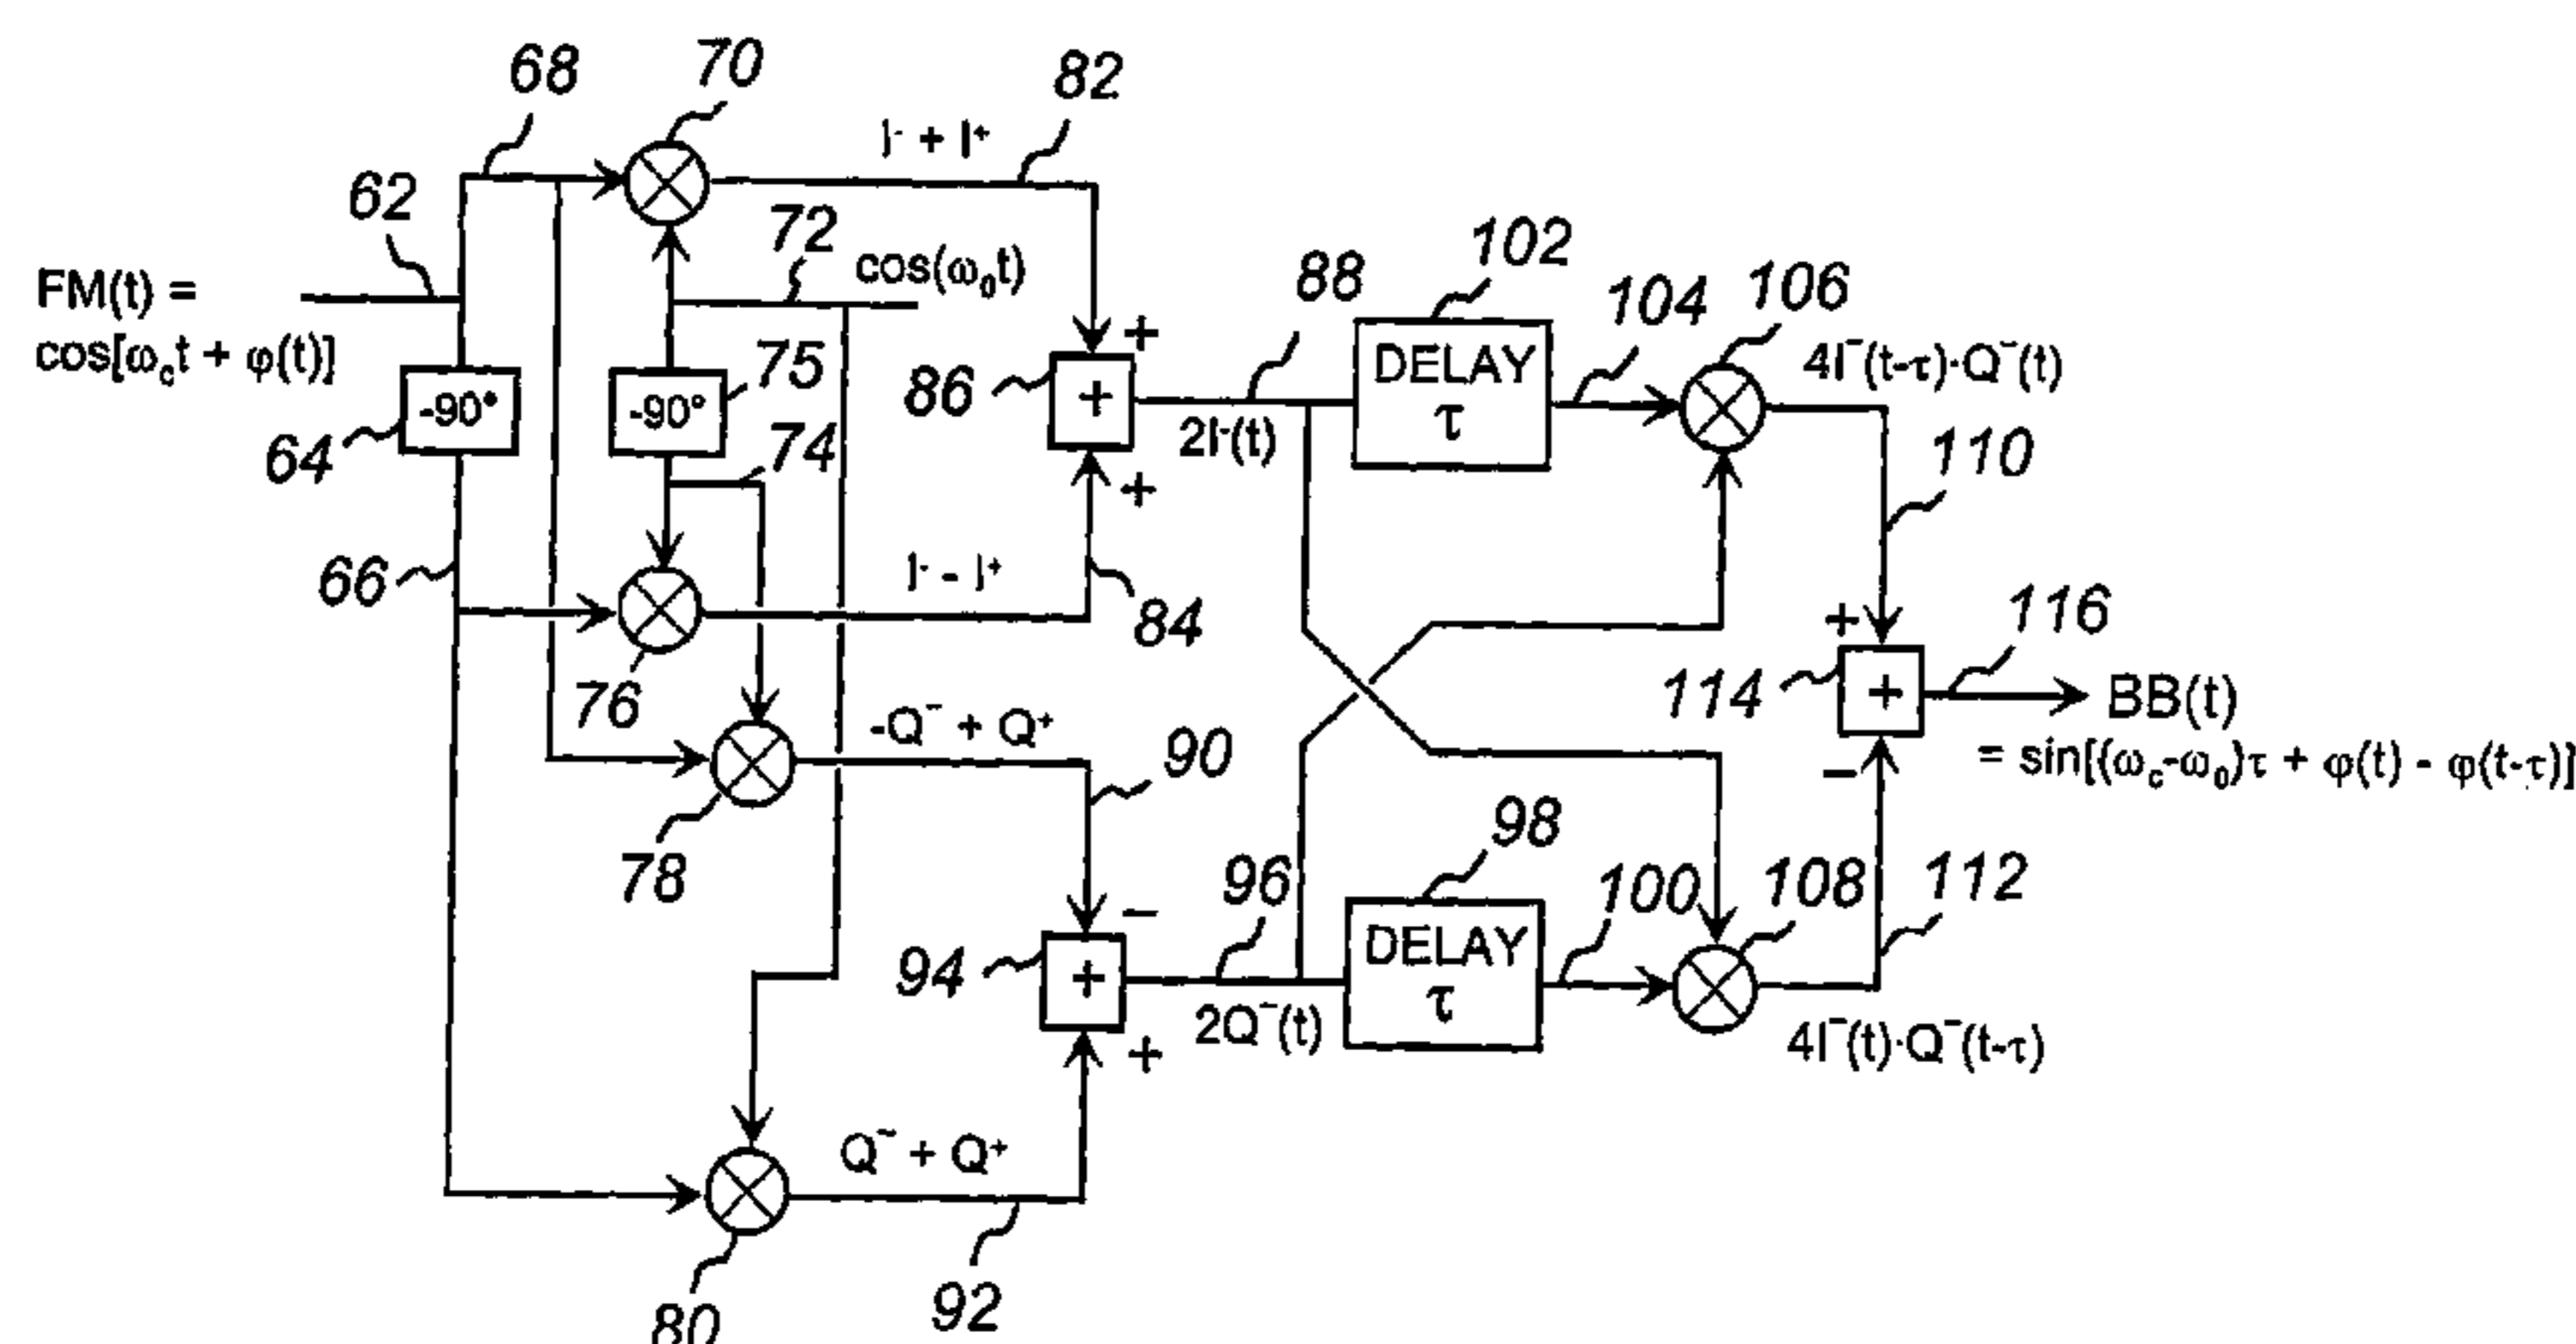 68
70
82
I⁻ + I⁺
62
72
cos(ω₀t)
FM(t) =
cos[ω_c t + φ(t)]
-90°
64
-90°
75
74
86
+
+
+
88
2I⁻(t)
102
DELAY
τ
104
106
4I⁻(t-τ)·Q⁻(t)
110
66
76
I⁻ - I⁺
84
78
-Q⁻ + Q⁺
90
94
−
+
+
96
2Q⁻(t)
98
DELAY
τ
100
108
112
4I⁻(t)·Q⁻(t-τ)
+
114
+
−
116
BB(t)
= sin[(ω_c-ω₀)τ + φ(t) - φ(t-τ)]
Q⁻ + Q⁺
80
92